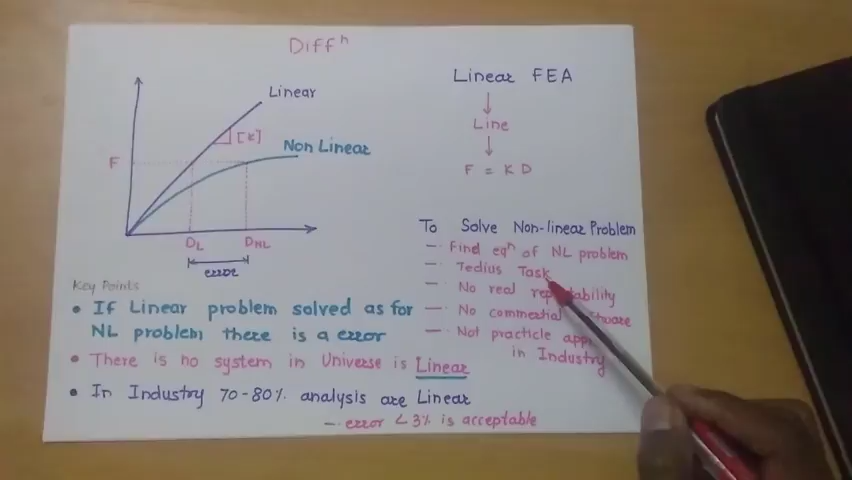 Diffⁿ
Linear
[K]
Non Linear
F
DL
DNL
error
Linear FEA
Line
F = K D
To Solve Non-linear Problem
- Find eqⁿ of NL problem
- Tedius Task
- No real
- No commertial
- Not practicle
in Industry
Key Points
• If Linear problem solved as for
NL problem there is a error
• There is no system in Universe is Linear
• In Industry 70-80% analysis are Linear
- error < 3% is acceptable